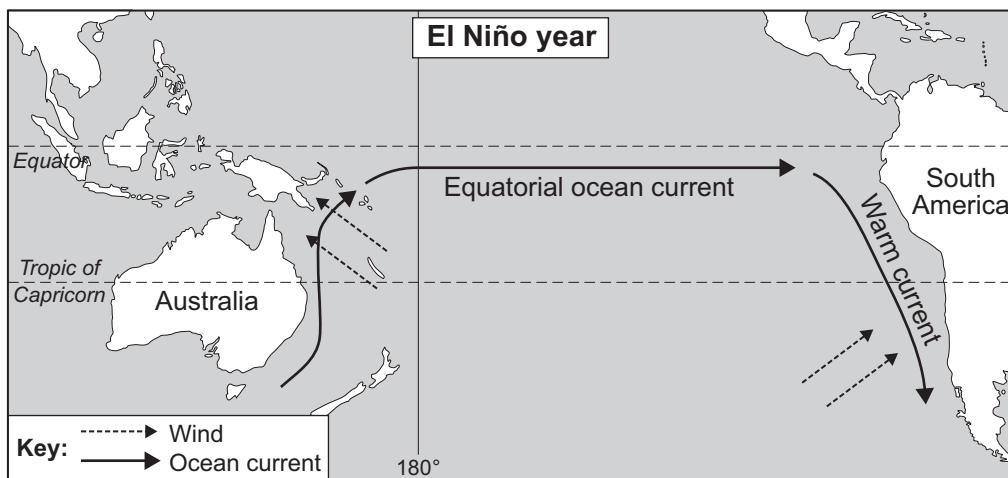 El Niño year
Equator
Equatorial ocean current
South
America
Warm current
Tropic of
Capricorn
Australia
Key:
Wind
Ocean current
180°